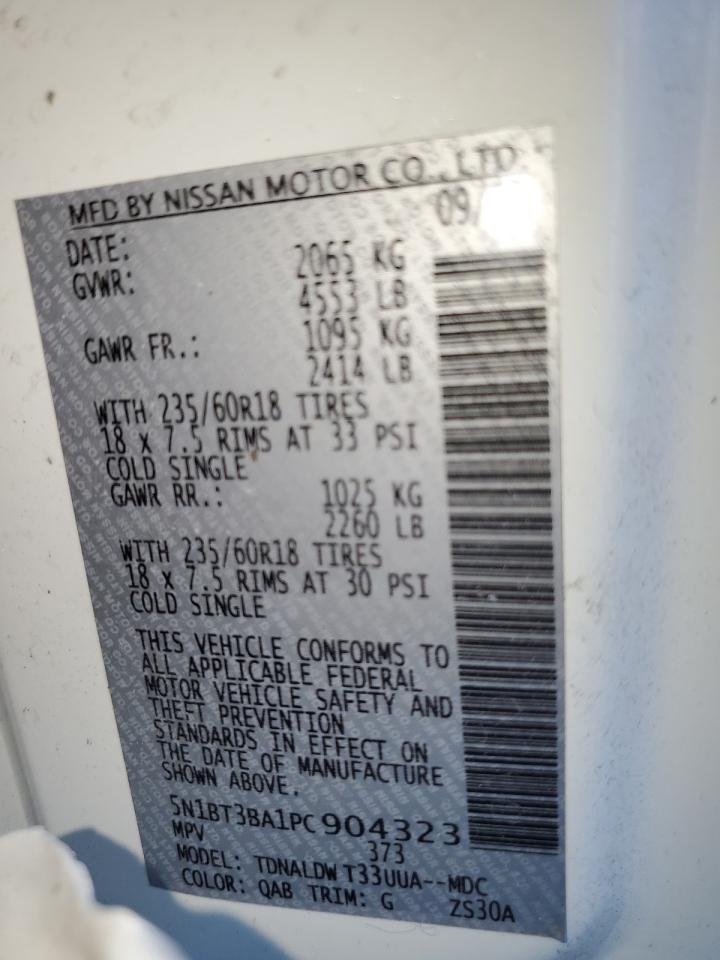 MFD BY NISSAN MOTOR CO., LTD
DATE: 09/
GVWR: 2065 KG
4553 LB
GAWR FR.: 1095 KG
2414 LB
WITH 235/60R18 TIRES
18 X 7.5 RIMS AT 33 PSI
COLD SINGLE
GAWR RR.: 1025 KG
2260 LB
WITH 235/60R18 TIRES
18 X 7.5 RIMS AT 30 PSI
COLD SINGLE
THIS VEHICLE CONFORMS TO
ALL APPLICABLE FEDERAL
MOTOR VEHICLE SAFETY AND
THEFT PREVENTION
STANDARDS IN EFFECT ON
THE DATE OF MANUFACTURE
SHOWN ABOVE.
5N1BT3BA1PC904323
MPV 373
MODEL: TDNALDW T33UUA--MDC
COLOR: QAB TRIM: G ZS30A